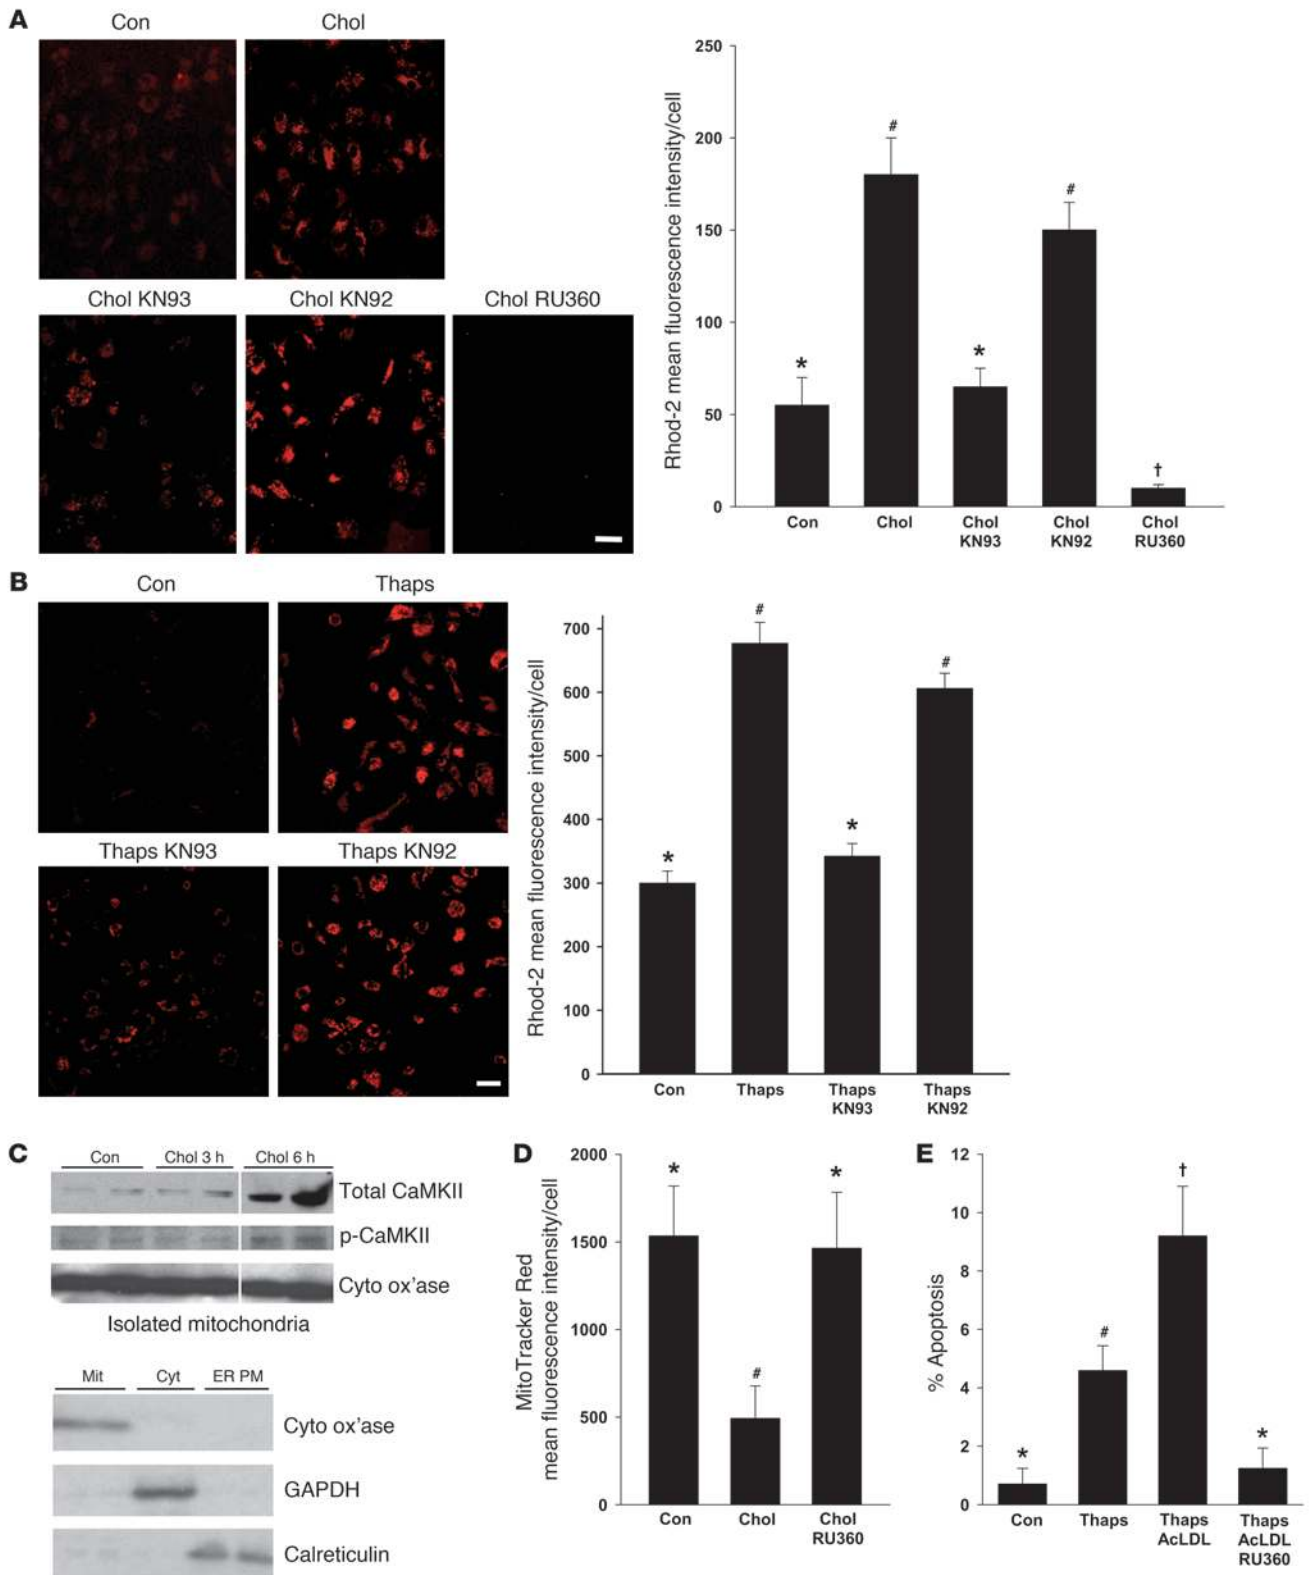 A
Con
Chol
Chol KN93
Chol KN92
Chol RU360
Rhod-2 mean fluorescence intensity/cell
250
200
150
100
50
0
*
#
*
#
†
Con
Chol
Chol
KN93
Chol
KN92
Chol
RU360
B
Con
Thaps
Thaps KN93
Thaps KN92
Rhod-2 mean fluorescence intensity/cell
700
600
500
400
300
200
100
0
*
#
*
#
Con
Thaps
Thaps
KN93
Thaps
KN92
C
Con
Chol 3 h
Chol 6 h
Total CaMKII
p-CaMKII
Cyto ox'ase
Isolated mitochondria
Mit
Cyt
ER PM
Cyto ox'ase
GAPDH
Calreticulin
D
MitoTracker Red
mean fluorescence intensity/cell
2000
1500
1000
500
0
*
#
*
Con
Chol
Chol
RU360
E
% Apoptosis
12
10
8
6
4
2
0
*
#
†
*
Con
Thaps
Thaps
AcLDL
Thaps
AcLDL
RU360